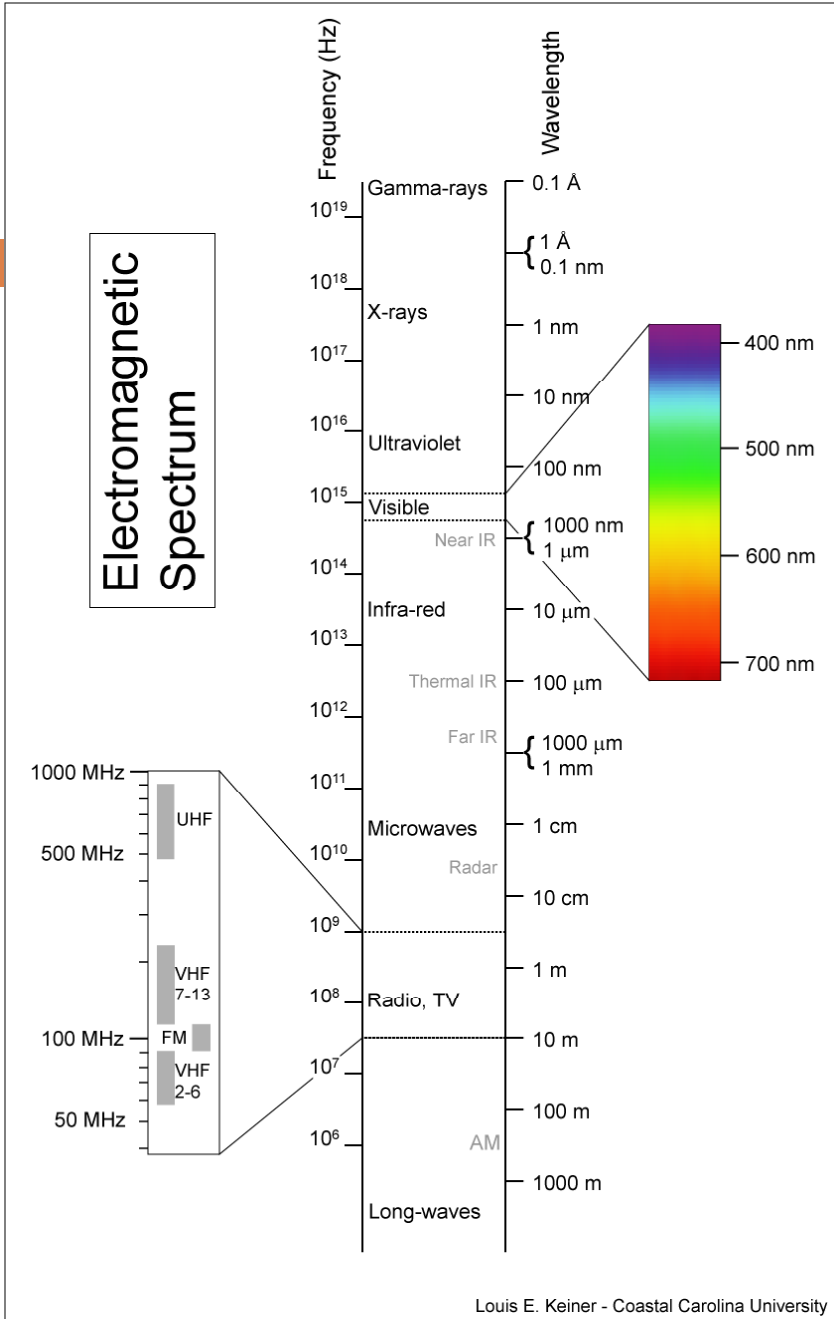 Frequency (Hz)
Wavelength
Electromagnetic
Spectrum
Gamma-rays
X-rays
Ultraviolet
Visible
Near IR
Infra-red
Thermal IR
Far IR
Microwaves
Radar
Radio, TV
AM
Long-waves
10¹⁹
10¹⁸
10¹⁷
10¹⁶
10¹⁵
10¹⁴
10¹³
10¹²
10¹¹
10¹⁰
10⁹
10⁸
10⁷
10⁶
0.1 Å
1 Å
0.1 nm
1 nm
10 nm
100 nm
1000 nm
1 μm
10 μm
100 μm
1000 μm
1 mm
1 cm
10 cm
1 m
10 m
100 m
1000 m
400 nm
500 nm
600 nm
700 nm
1000 MHz
500 MHz
100 MHz
50 MHz
UHF
VHF
7-13
FM
VHF
2-6
Louis E. Keiner - Coastal Carolina University